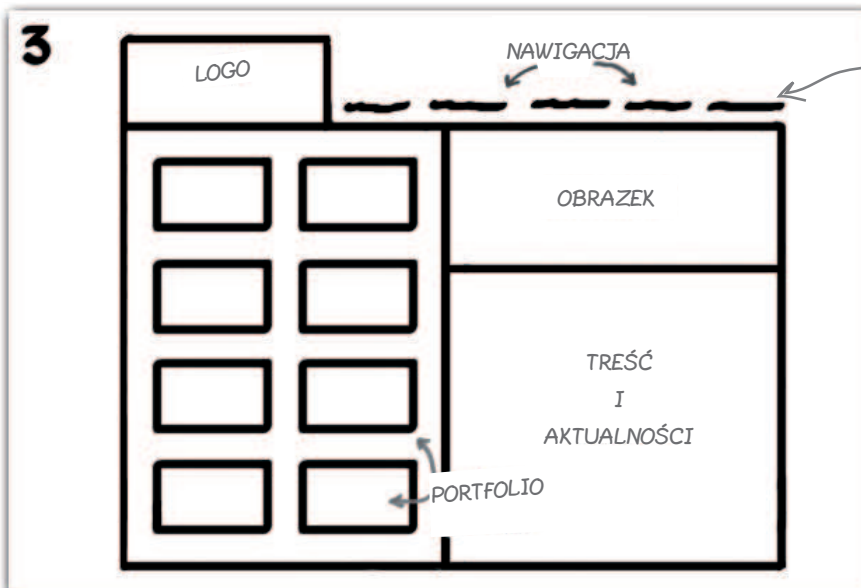 3
LOGO
NAWIGACJA
OBRAZEK
TREŚĆ
I
AKTUALNOŚCI
PORTFOLIO